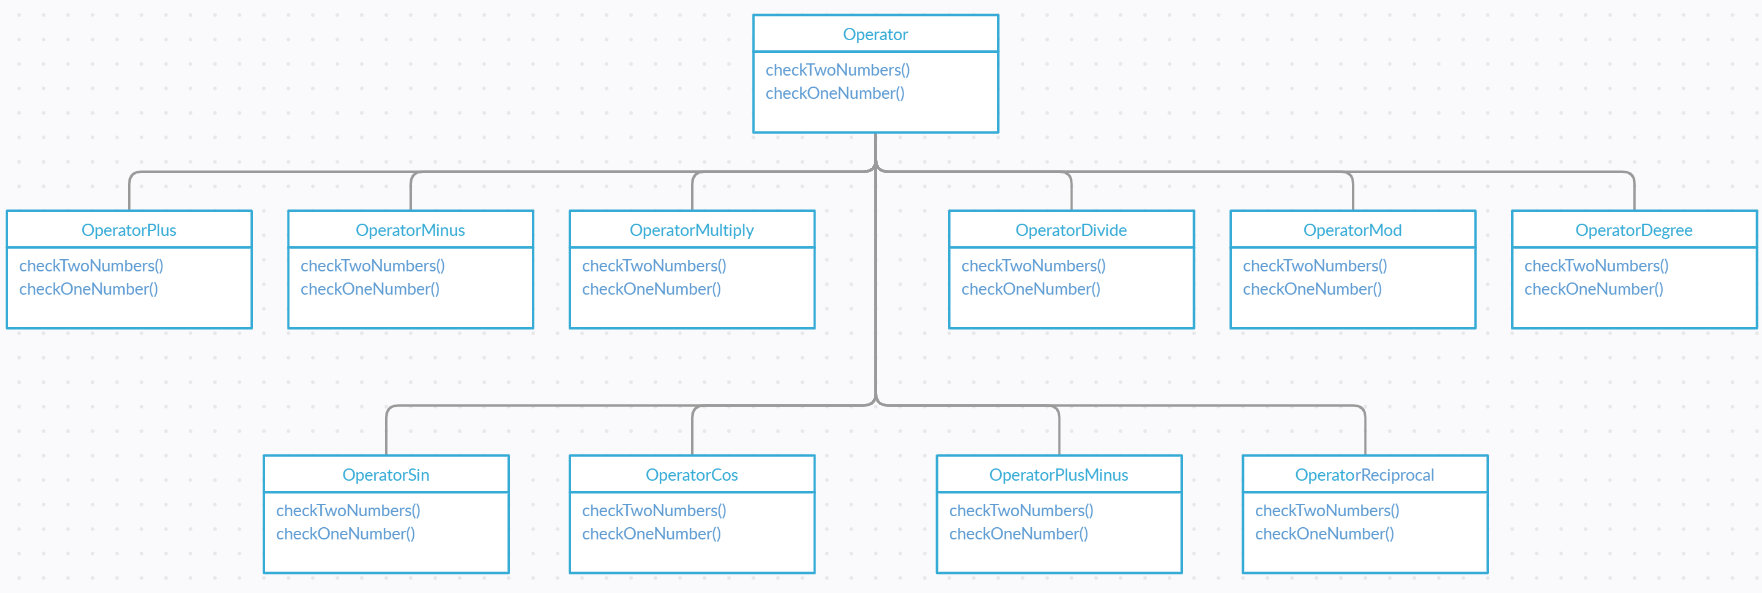 Operator
checkTwoNumbers()
checkOneNumber()
OperatorPlus
checkTwoNumbers()
checkOneNumber()
OperatorMinus
checkTwoNumbers()
checkOneNumber()
OperatorMultiply
checkTwoNumbers()
checkOneNumber()
OperatorDivide
checkTwoNumbers()
checkOneNumber()
OperatorMod
checkTwoNumbers()
checkOneNumber()
OperatorDegree
checkTwoNumbers()
checkOneNumber()
OperatorSin
checkTwoNumbers()
checkOneNumber()
OperatorCos
checkTwoNumbers()
checkOneNumber()
OperatorPlusMinus
checkTwoNumbers()
checkOneNumber()
OperatorReciprocal
checkTwoNumbers()
checkOneNumber()